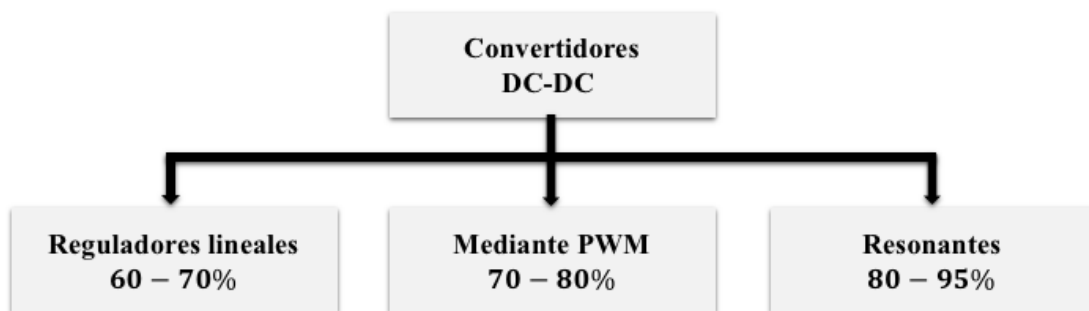 Convertidores
DC-DC
Reguladores lineales
60 – 70%
Mediante PWM
70 – 80%
Resonantes
80 – 95%